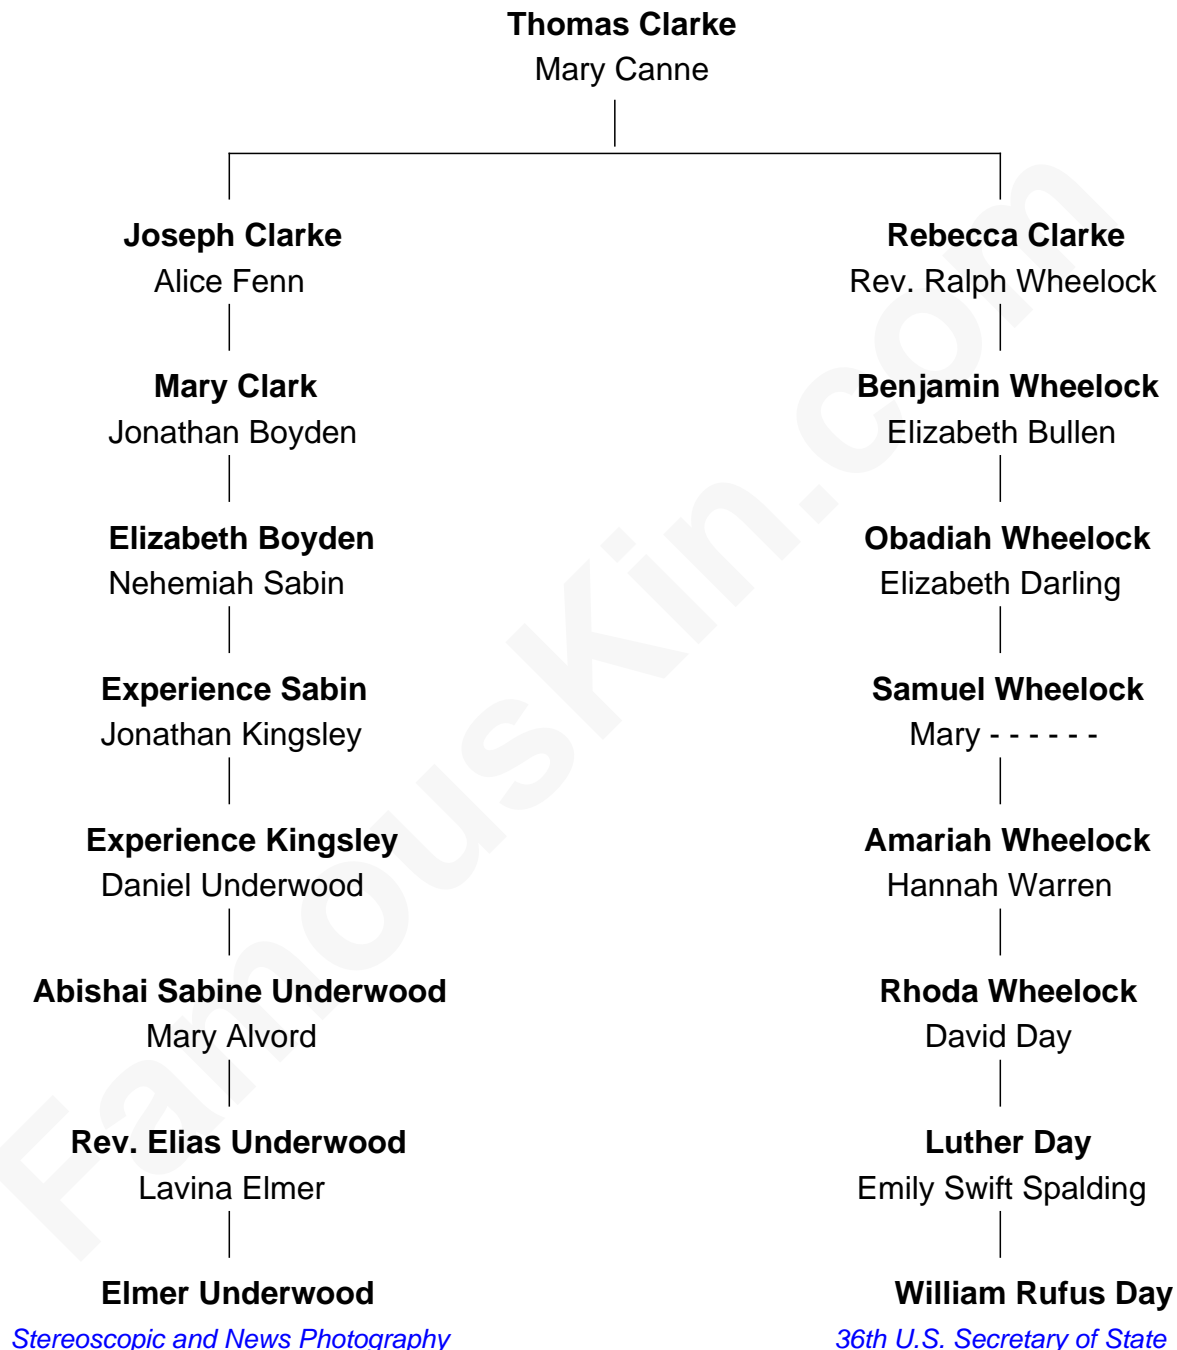 Thomas Clarke
Mary Canne
Joseph Clarke
Alice Fenn
Mary Clark
Jonathan Boyden
Elizabeth Boyden
Nehemiah Sabin
Experience Sabin
Jonathan Kingsley
Experience Kingsley
Daniel Underwood
Abishai Sabine Underwood
Mary Alvord
Rev. Elias Underwood
Lavina Elmer
Elmer Underwood
Stereoscopic and News Photography
Rebecca Clarke
Rev. Ralph Wheelock
Benjamin Wheelock
Elizabeth Bullen
Obadiah Wheelock
Elizabeth Darling
Samuel Wheelock
Mary - - - - - -
Amariah Wheelock
Hannah Warren
Rhoda Wheelock
David Day
Luther Day
Emily Swift Spalding
William Rufus Day
36th U.S. Secretary of State
FamousKin.com